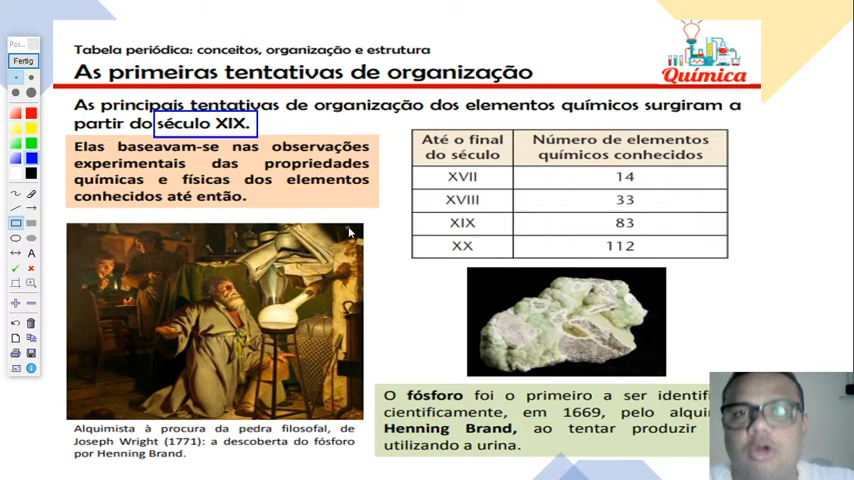 Poi...
Fertig
A
Tabela periódica: conceitos, organização e estrutura
As primeiras tentativas de organização
Química
As principais tentativas de organização dos elementos químicos surgiram a
partir do século XIX.
Elas baseavam-se nas observações
experimentais das propriedades
químicas e físicas dos elementos
conhecidos até então.
Até o final do século Número de elementos químicos conhecidos
XVII 14
XVIII 33
XIX 83
XX 112
Alquimista à procura da pedra filosofal, de
Joseph Wright (1771): a descoberta do fósforo
por Henning Brand.
O fósforo foi o primeiro a ser identif
cientificamente, em 1669, pelo alqui
Henning Brand, ao tentar produzir
utilizando a urina.